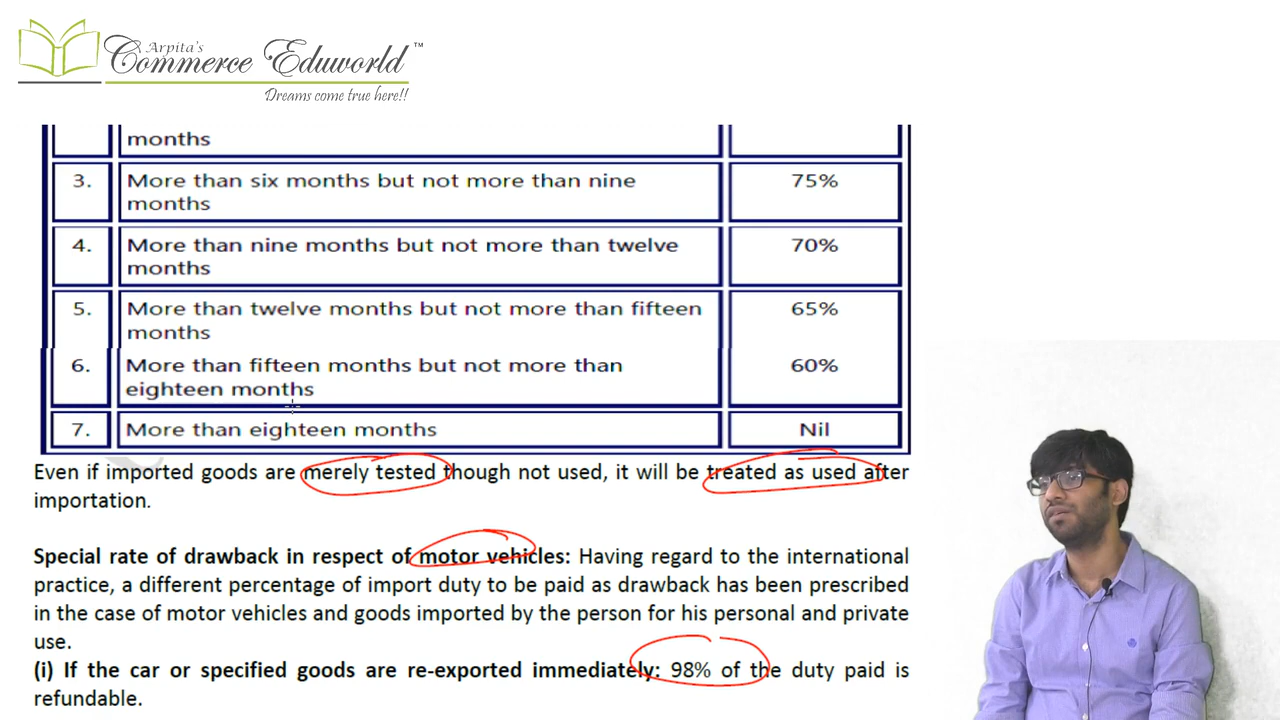 Arpita's
Commerce Eduworld™
Dreams come true here!!
months
3. More than six months but not more than nine 75%
months
4. More than nine months but not more than twelve 70%
months
5. More than twelve months but not more than fifteen 65%
months
6. More than fifteen months but not more than 60%
eighteen months
7. More than eighteen months Nil
Even if imported goods are merely tested though not used, it will be treated as used after
importation.
Special rate of drawback in respect of motor vehicles: Having regard to the international
practice, a different percentage of import duty to be paid as drawback has been prescribed
in the case of motor vehicles and goods imported by the person for his personal and private
use.
(i) If the car or specified goods are re-exported immediately: 98% of the duty paid is
refundable.